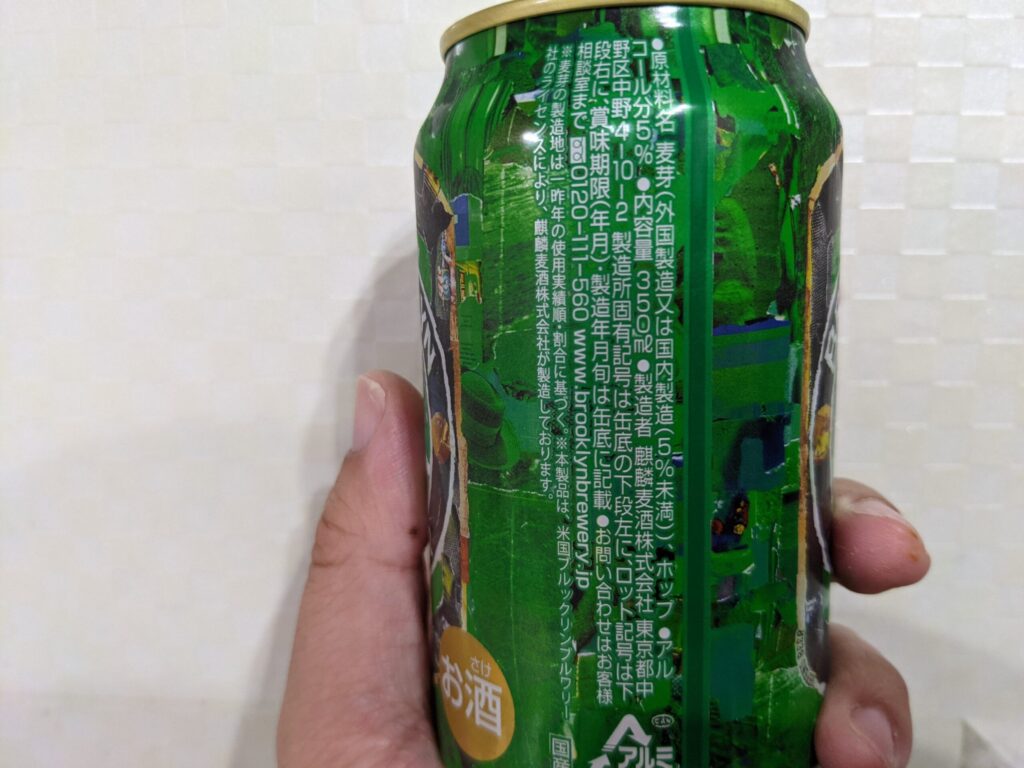 ●原材料名 麦芽(外国製造又は国内製造(5%未満))、ホップ ●アル
コール分5% ●内容量 350㎖ ●製造者 麒麟麦酒株式会社 東京都中
野区中野4-10-2 製造所固有記号は缶底の下段左に、ロット記号は下
段右に、賞味期限(年月)・製造年月旬は缶底に記載 ●お問い合わせはお客様
相談室まで 0120-111-560 www.brooklynbrewery.jp
※麦芽の製造地は一昨年の使用実績順・割合に基づく。※本製品は、米国ブルックリンブルワリー
社のライセンスにより、麒麟麦酒株式会社が製造しております。
さけ
お酒
国産
CAN
アル